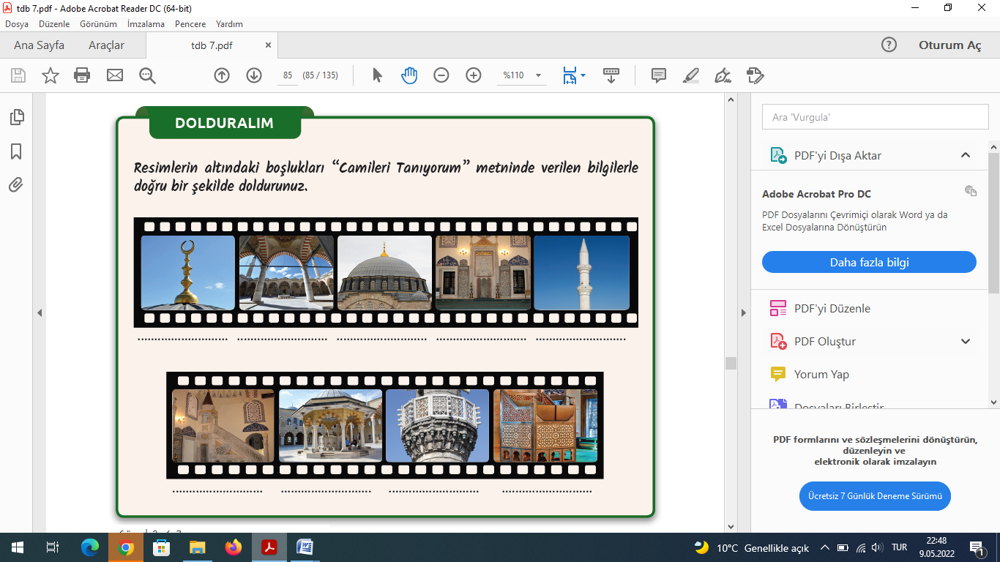 tdb 7.pdf - Adobe Acrobat Reader DC (64-bit)
Dosya Düzenle Görünüm İmzalama Pencere Yardım
Ana Sayfa Araçlar tdb 7.pdf × ? Oturum Aç
85 (85 / 135) %110
DOLDURALIM
Resimlerin altındaki boşlukları “Camileri Tanıyorum” metninde verilen bilgilerle
doğru bir şekilde doldurunuz.
Ara 'Vurgula'
PDF'yi Dışa Aktar
Adobe Acrobat Pro DC
PDF Dosyalarını Çevrimiçi olarak Word ya da
Excel Dosyalarına Dönüştürün
Daha fazla bilgi
PDF'yi Düzenle
PDF Oluştur
Yorum Yap
Dosyaları Birleştir
PDF formlarını ve sözleşmelerini dönüştürün,
düzenleyin ve
elektronik olarak imzalayın
Ücretsiz 7 Günlük Deneme Sürümü
10°C Genellikle açık TUR
22:48
9.05.2022
1